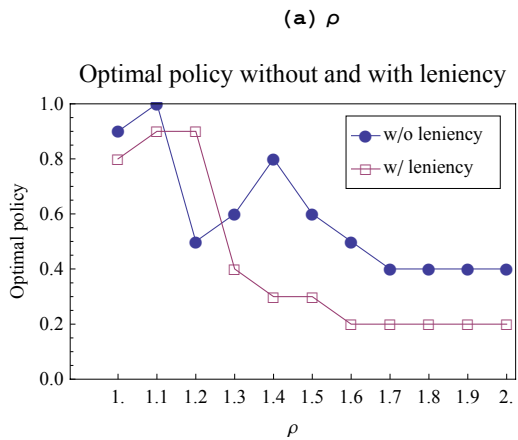 (a) ρ
Optimal policy without and with leniency
1.0
0.8
0.6
0.4
0.2
0.0
Optimal policy
w/o leniency
w/ leniency
1. 1.1 1.2 1.3 1.4 1.5 1.6 1.7 1.8 1.9 2.
ρ